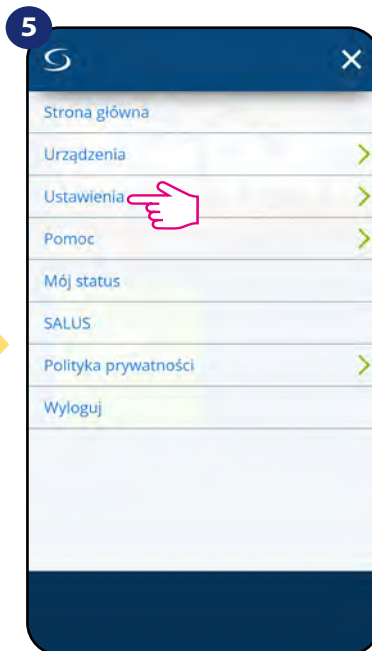 5
Strona główna
Urządzenia
Ustawienia
Pomoc
Mój status
SALUS
Polityka prywatności
Wyloguj